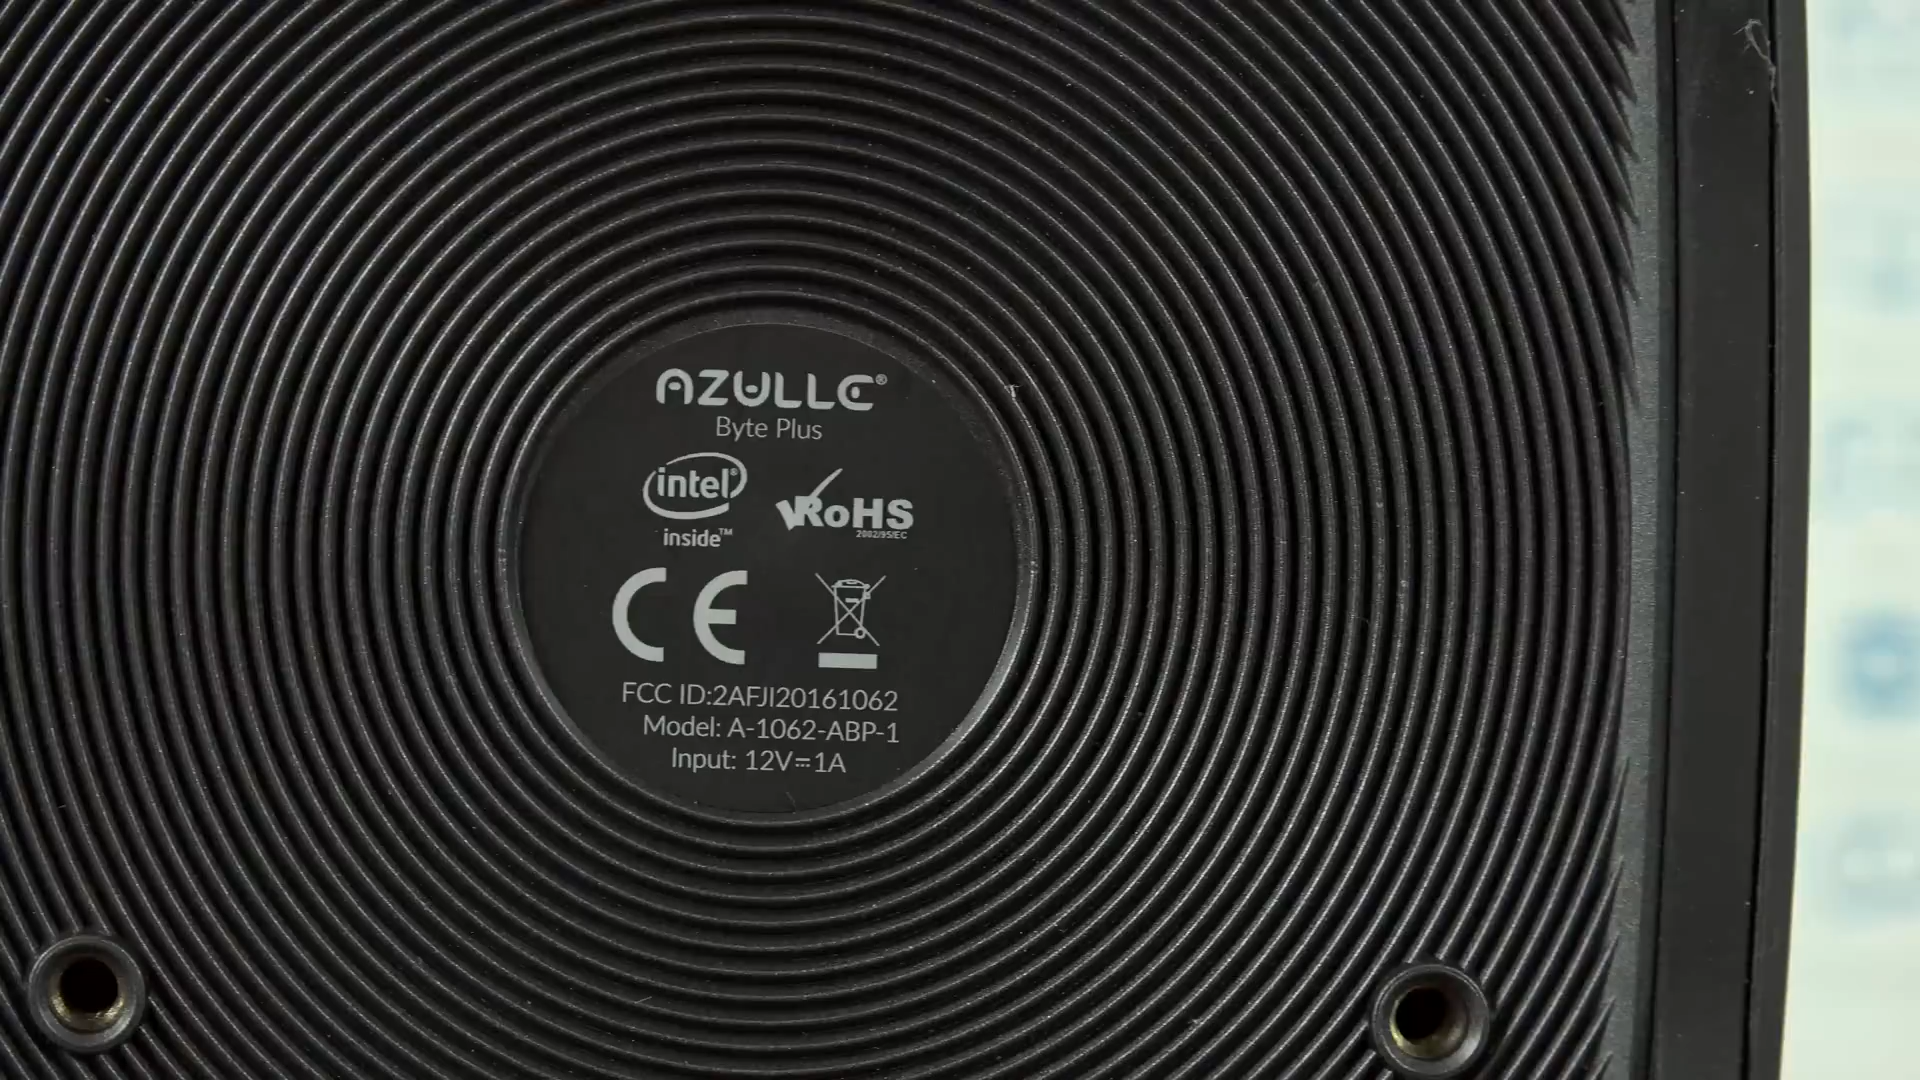 AZULLE®
Byte Plus
intel®
inside™
RoHS
2002/95/EC
CE
FCC ID:2AFJI20161062
Model: A-1062-ABP-1
Input: 12V⎓1A